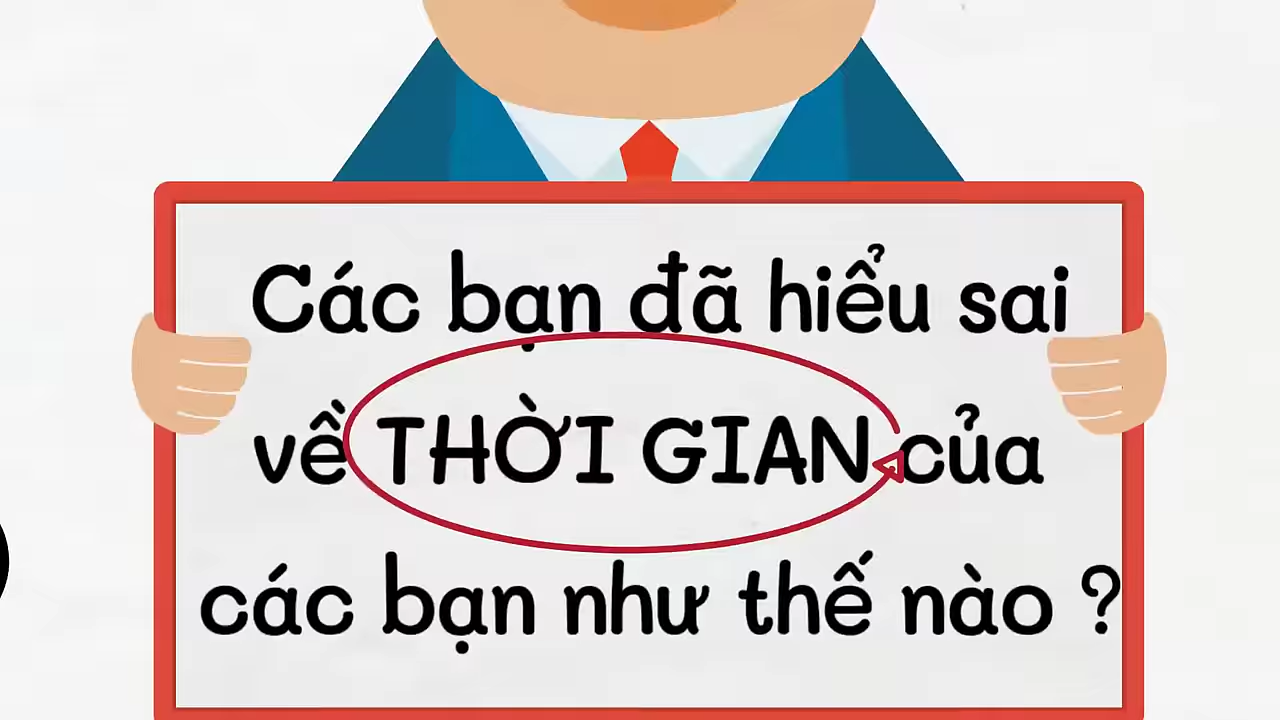 Các bạn đã hiểu sai
về THỜI GIAN của
các bạn như thế nào ?